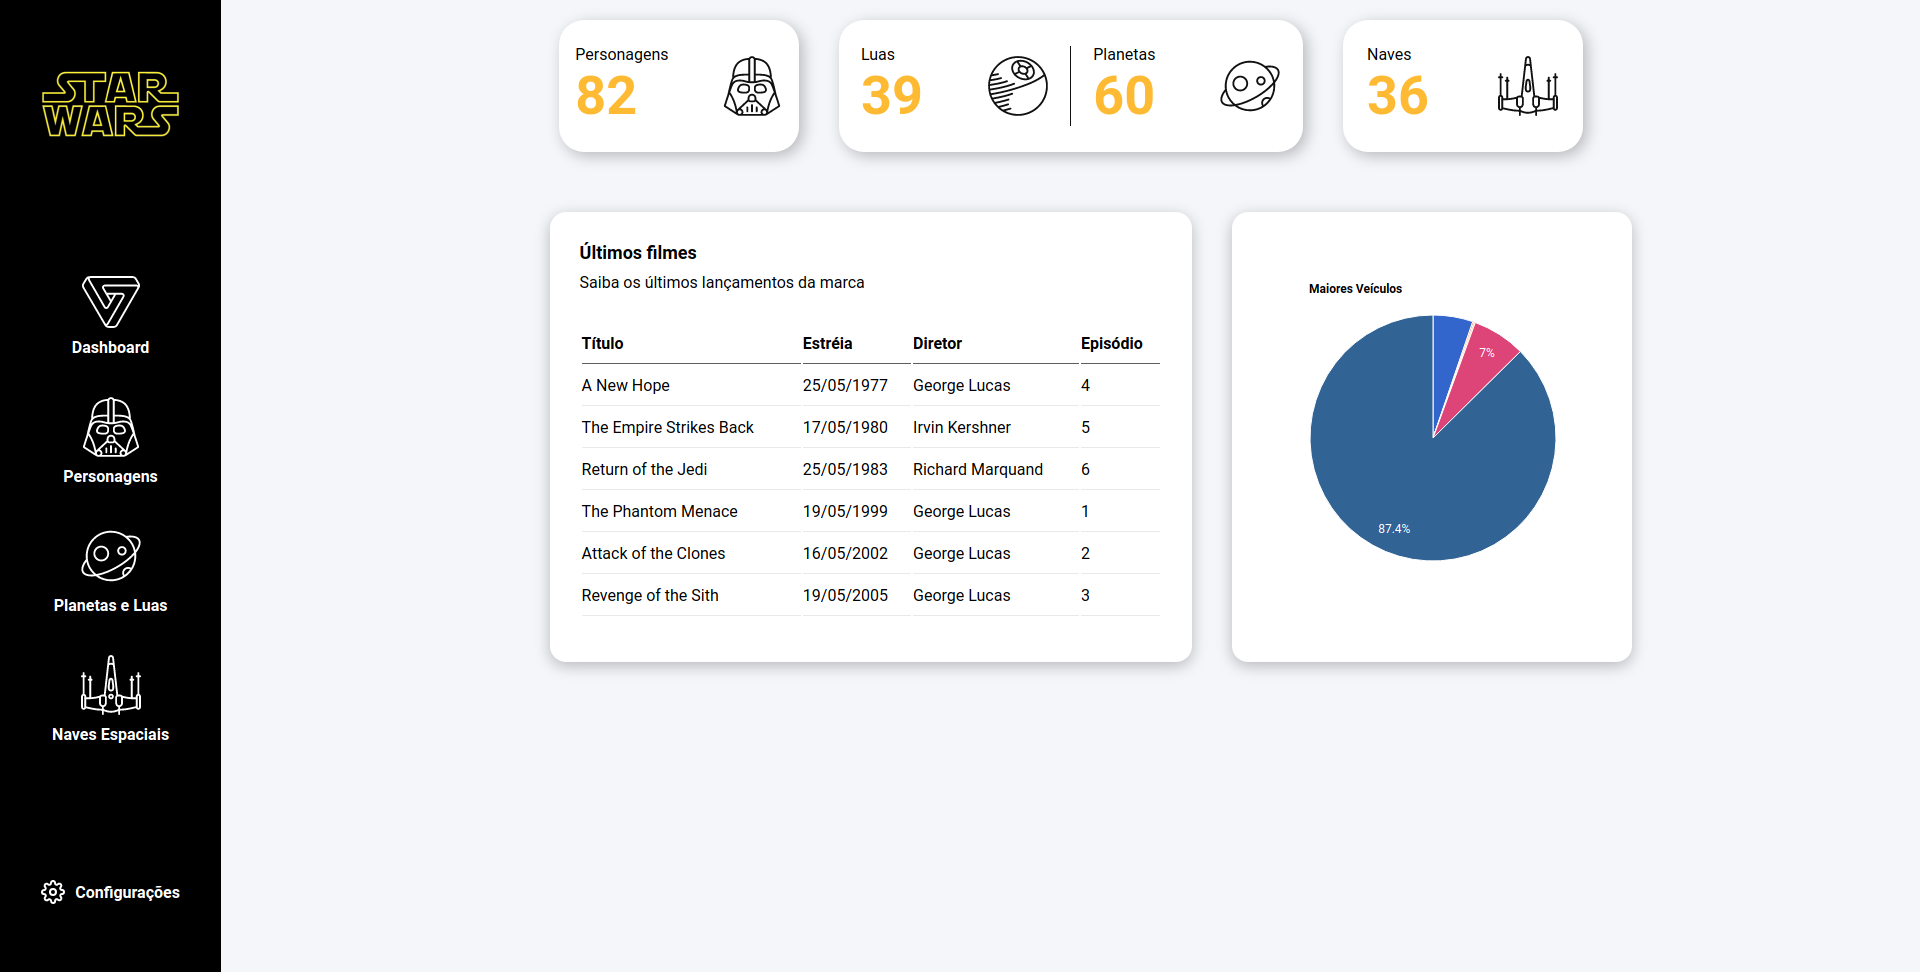 STAR
WARS
Dashboard
Personagens
Planetas e Luas
Naves Espaciais
Configurações
Personagens
82
Luas
39
Planetas
60
Naves
36
Últimos filmes
Saiba os últimos lançamentos da marca
Título Estréia Diretor Episódio
A New Hope 25/05/1977 George Lucas 4
The Empire Strikes Back 17/05/1980 Irvin Kershner 5
Return of the Jedi 25/05/1983 Richard Marquand 6
The Phantom Menace 19/05/1999 George Lucas 1
Attack of the Clones 16/05/2002 George Lucas 2
Revenge of the Sith 19/05/2005 George Lucas 3
Maiores Veículos
7%
87.4%